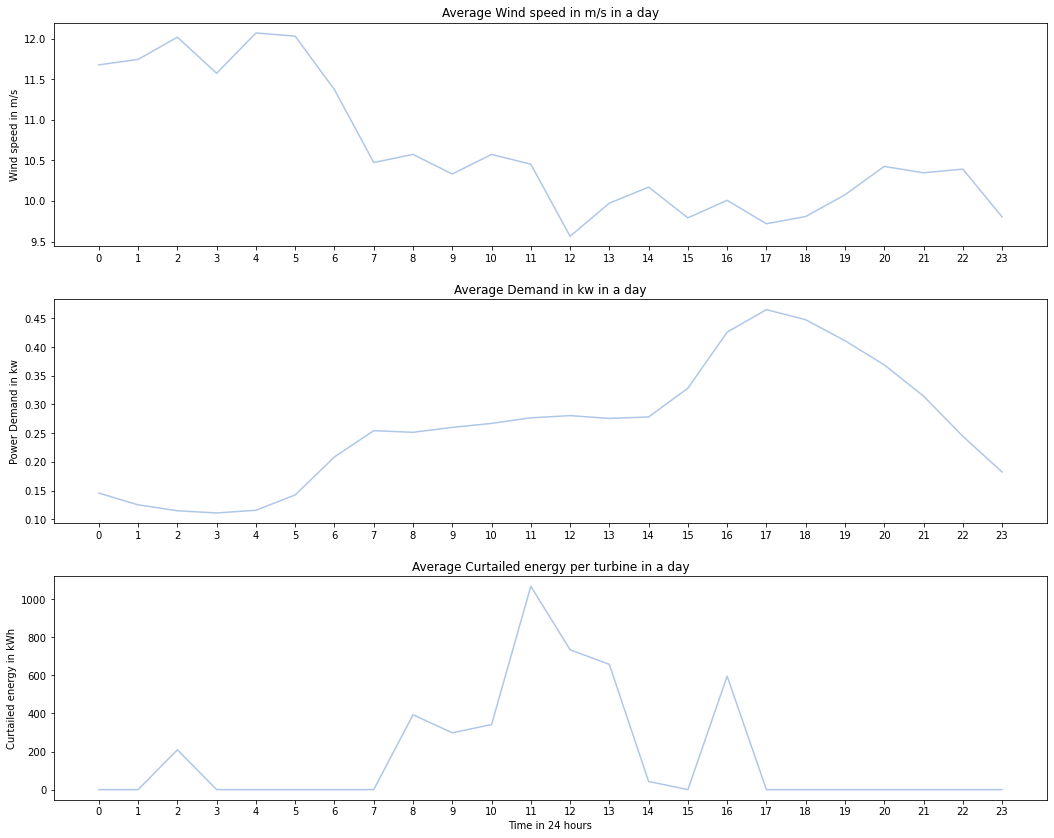 Average Wind speed in m/s in a day
Wind speed in m/s
12.0
11.5
11.0
10.5
10.0
9.5
0 1 2 3 4 5 6 7 8 9 10 11 12 13 14 15 16 17 18 19 20 21 22 23
Average Demand in kw in a day
Power Demand in kw
0.45
0.40
0.35
0.30
0.25
0.20
0.15
0.10
0 1 2 3 4 5 6 7 8 9 10 11 12 13 14 15 16 17 18 19 20 21 22 23
Average Curtailed energy per turbine in a day
Curtailed energy in kWh
1000
800
600
400
200
0
0 1 2 3 4 5 6 7 8 9 10 11 12 13 14 15 16 17 18 19 20 21 22 23
Time in 24 hours